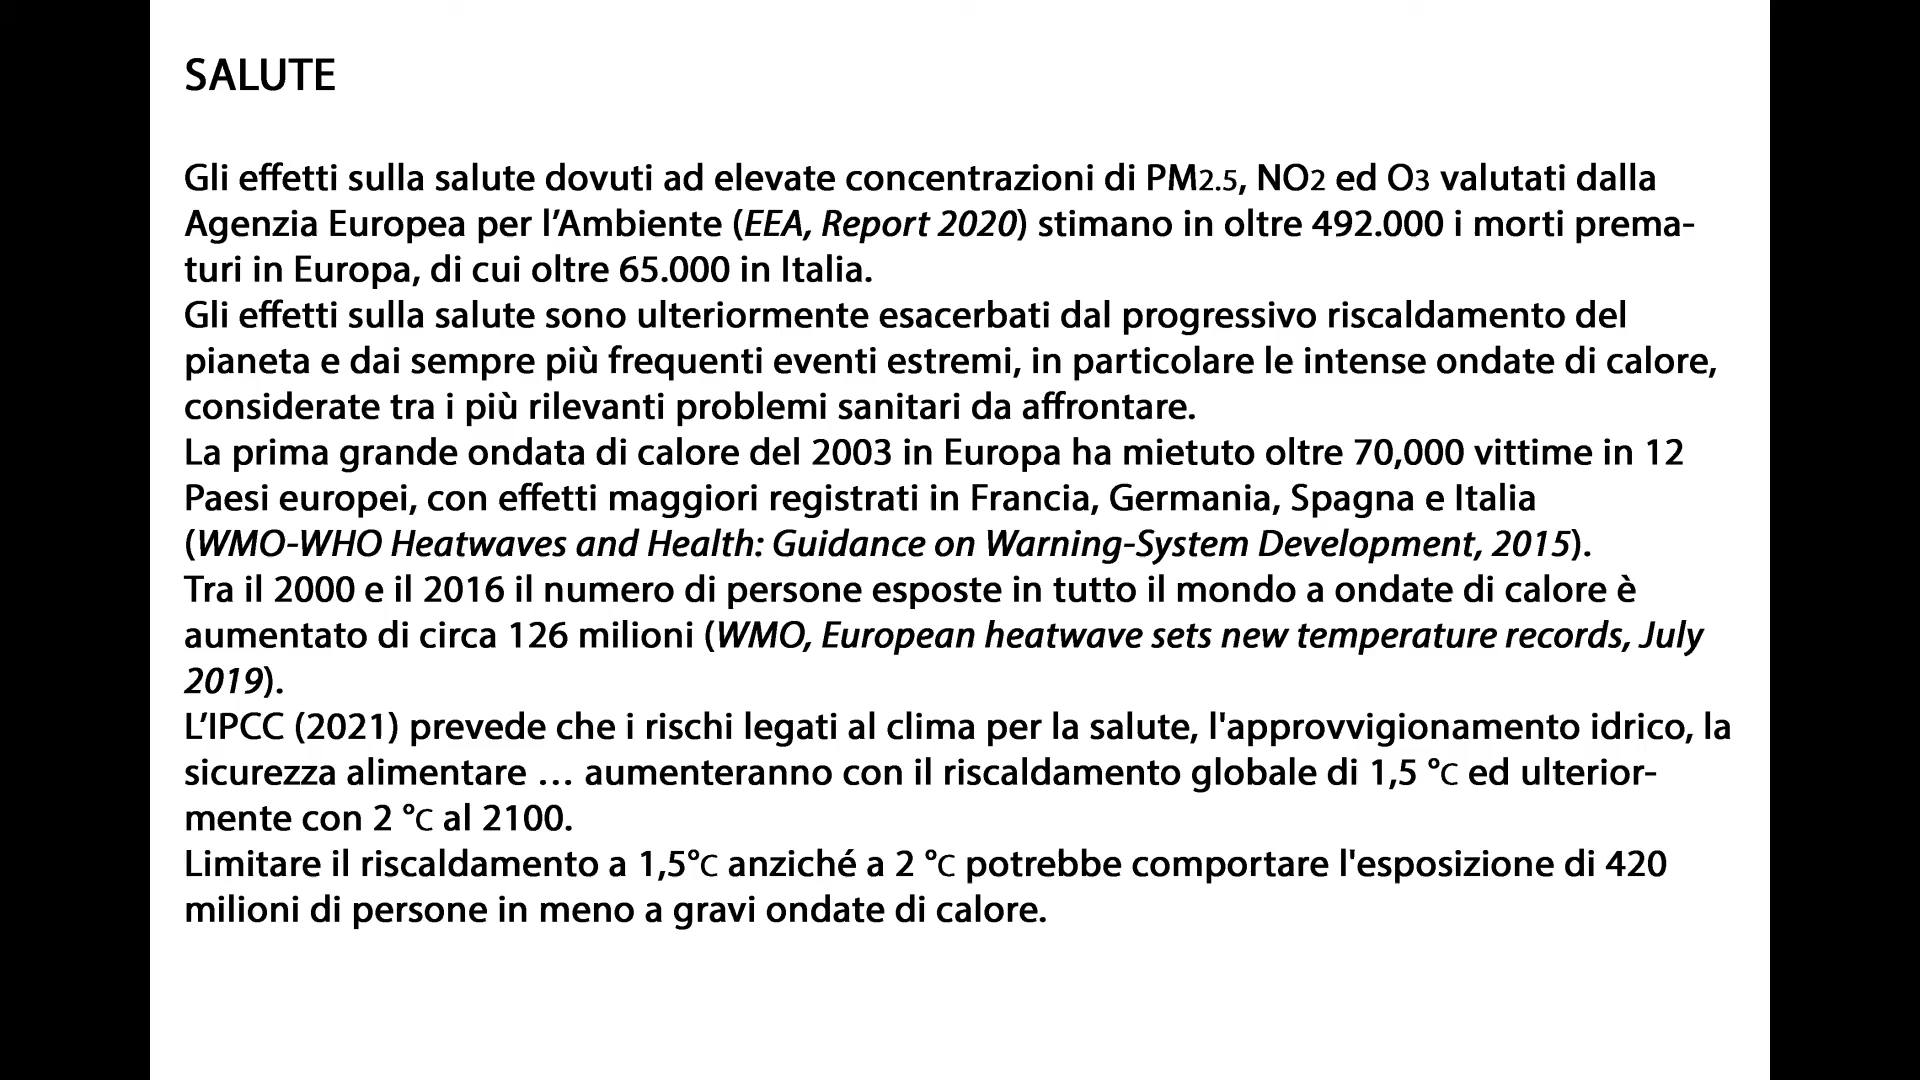 SALUTE
Gli effetti sulla salute dovuti ad elevate concentrazioni di PM2.5, NO2 ed O3 valutati dalla
Agenzia Europea per l’Ambiente (EEA, Report 2020) stimano in oltre 492.000 i morti prema-
turi in Europa, di cui oltre 65.000 in Italia.
Gli effetti sulla salute sono ulteriormente esacerbati dal progressivo riscaldamento del
pianeta e dai sempre più frequenti eventi estremi, in particolare le intense ondate di calore,
considerate tra i più rilevanti problemi sanitari da affrontare.
La prima grande ondata di calore del 2003 in Europa ha mietuto oltre 70,000 vittime in 12
Paesi europei, con effetti maggiori registrati in Francia, Germania, Spagna e Italia
(WMO-WHO Heatwaves and Health: Guidance on Warning-System Development, 2015).
Tra il 2000 e il 2016 il numero di persone esposte in tutto il mondo a ondate di calore è
aumentato di circa 126 milioni (WMO, European heatwave sets new temperature records, July
2019).
L’IPCC (2021) prevede che i rischi legati al clima per la salute, l'approvvigionamento idrico, la
sicurezza alimentare … aumenteranno con il riscaldamento globale di 1,5 °C ed ulterior-
mente con 2 °C al 2100.
Limitare il riscaldamento a 1,5°C anziché a 2 °C potrebbe comportare l'esposizione di 420
milioni di persone in meno a gravi ondate di calore.